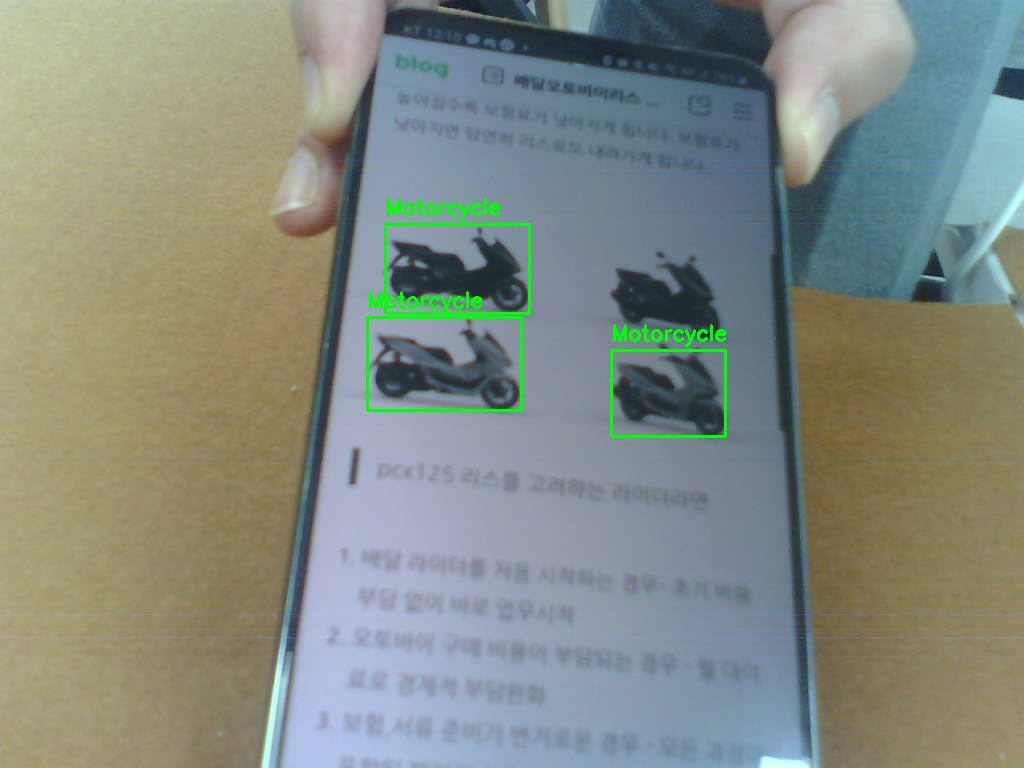 KT 12:10
blog
배달오토바이리스 ...
높아질수록 보험료가 낮아지게 됩니다. 보험료가
낮아지면 당연히 리스료도 내려가게 됩니다.
Motorcycle
Motorcycle
Motorcycle
pcx125 리스를 고려하는 라이더라면
1. 배달 라이더를 처음 시작하는 경우- 초기 비용
부담 없이 바로 업무시작
2. 오토바이 구매 비용이 부담되는 경우 - 월 대여
료로 경제적 부담완화
3. 보험,서류 준비가 번거로운 경우 - 모든 과정을